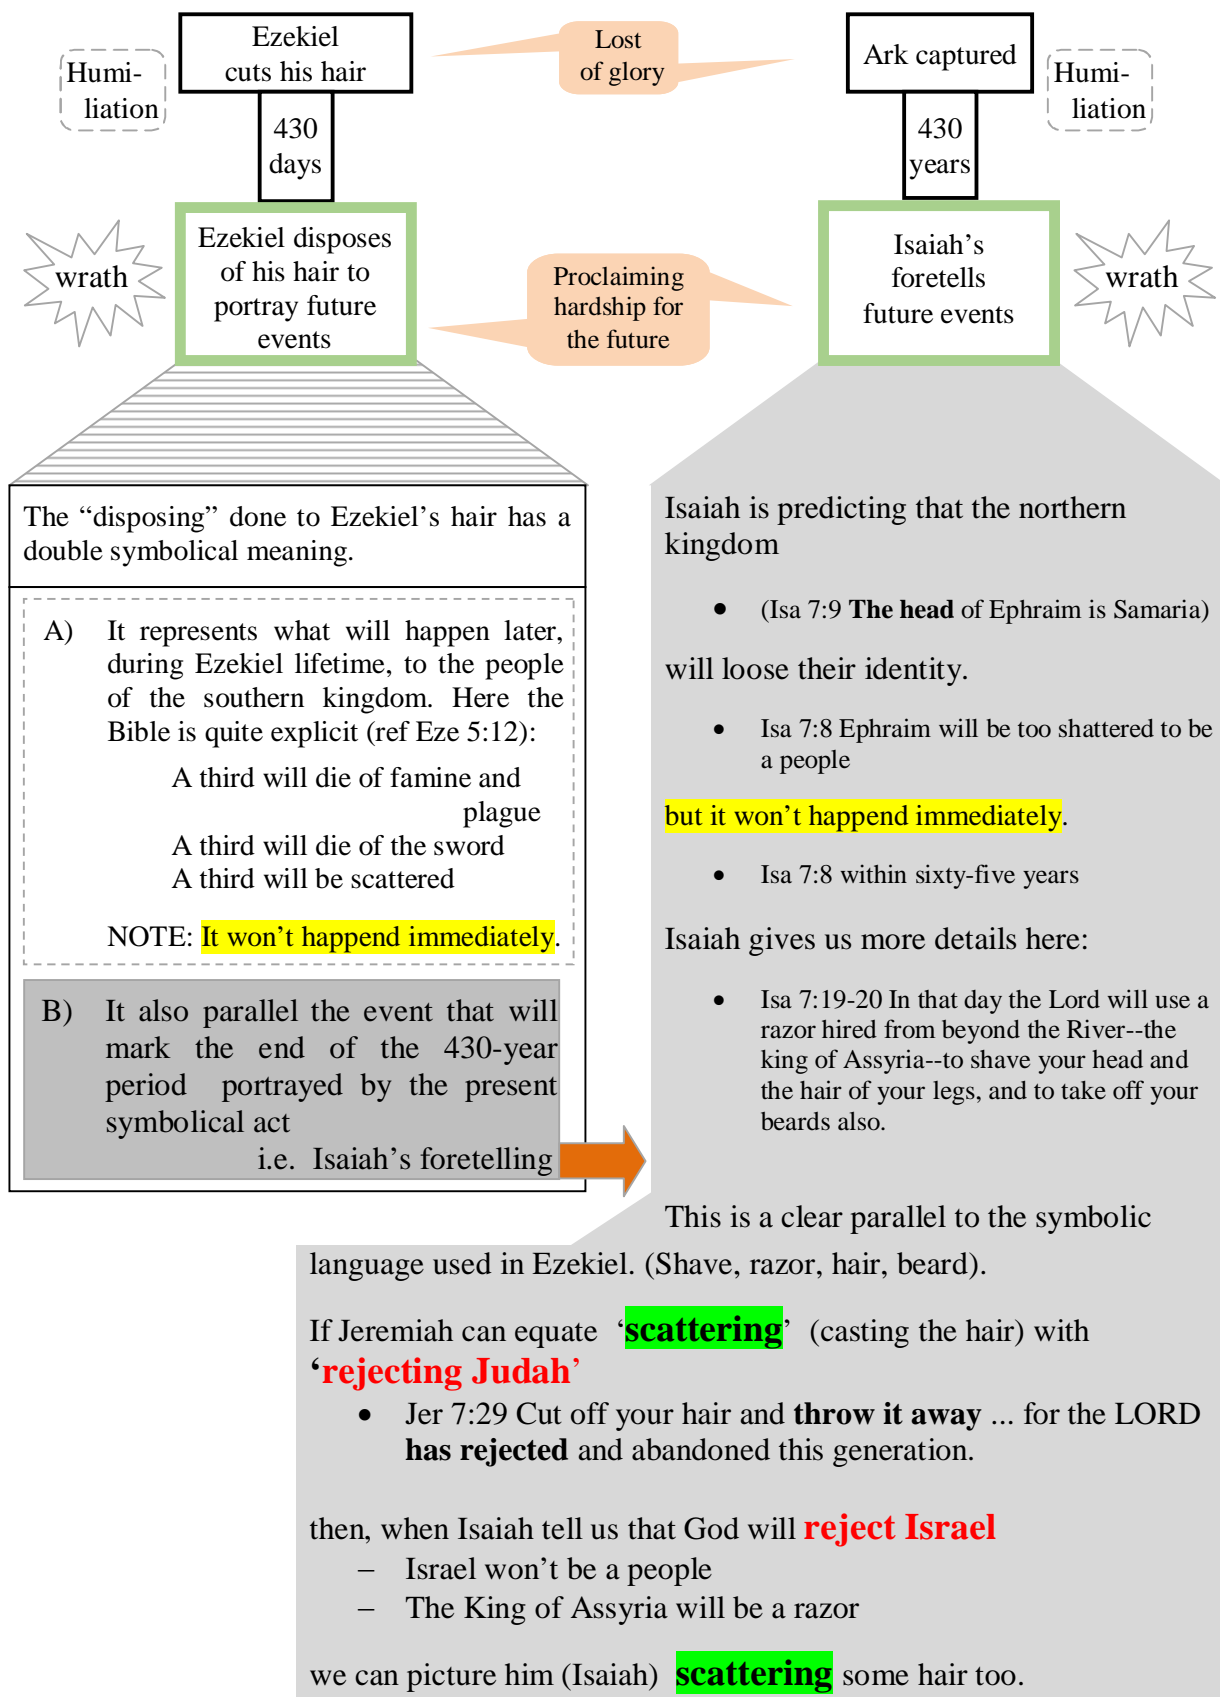 Ezekiel
cuts his hair
Lost
of glory
Ark captured
Humi-
liation
Humi-
liation
430
days
430
years
wrath
Ezekiel disposes
of his hair to
portray future
events
Proclaiming
hardship for
the future
Isaiah’s
foretells
future events
wrath
The “disposing” done to Ezekiel’s hair has a
double symbolical meaning.
A) It represents what will happen later,
during Ezekiel lifetime, to the people
of the southern kingdom. Here the
Bible is quite explicit (ref Eze 5:12):
A third will die of famine and
plague
A third will die of the sword
A third will be scattered
NOTE: It won’t happend immediately.
B) It also parallel the event that will
mark the end of the 430-year
period portrayed by the present
symbolical act
i.e. Isaiah’s foretelling
Isaiah is predicting that the northern
kingdom
• (Isa 7:9 The head of Ephraim is Samaria)
will loose their identity.
• Isa 7:8 Ephraim will be too shattered to be
a people
but it won’t happend immediately.
• Isa 7:8 within sixty-five years
Isaiah gives us more details here:
• Isa 7:19-20 In that day the Lord will use a
razor hired from beyond the River--the
king of Assyria--to shave your head and
the hair of your legs, and to take off your
beards also.
This is a clear parallel to the symbolic
language used in Ezekiel. (Shave, razor, hair, beard).
If Jeremiah can equate ‘scattering’ (casting the hair) with
‘rejecting Judah’
• Jer 7:29 Cut off your hair and throw it away ... for the LORD
has rejected and abandoned this generation.
then, when Isaiah tell us that God will reject Israel
– Israel won’t be a people
– The King of Assyria will be a razor
we can picture him (Isaiah) scattering some hair too.